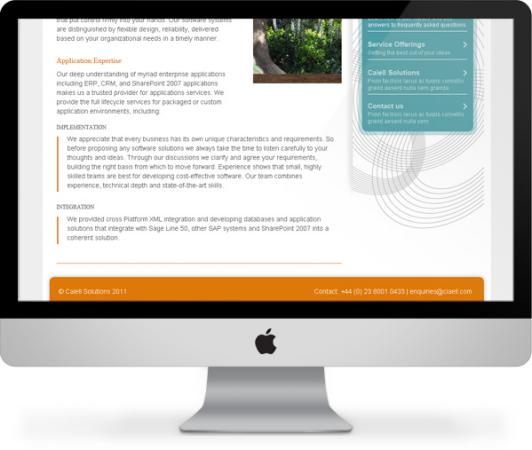 that put control firmly into your hands. Our software systems
are distinguished by flexible design, reliability, delivered
based on your organizational needs in a timely manner.
Application Expertise
Our deep understanding of myriad enterprise applications
including ERP, CRM, and SharePoint 2007 applications
makes us a trusted provider for applications services. We
provide the full lifecycle services for packaged or custom
application environments, including:
IMPLEMENTATION
We appreciate that every business has its own unique characteristics and requirements. So
before proposing any software solutions we always take the time to listen carefully to your
thoughts and ideas. Through our discussions we clarify and agree your requirements,
building the right basis from which to move forward. Experience shows that small, highly
skilled teams are best for developing cost-effective software. Our team combines
experience, technical depth and state-of-the-art skills.
INTEGRATION
We provided cross Platform XML integration and developing databases and application
solutions that integrate with Sage Line 50, other SAP systems and SharePoint 2007 into a
coherent solution.
answers to frequently asked questions
Service Offerings
Getting the best out of your ideas
Caiell Solutions
Proin facilisis lacus ac turpis convallis
grand aesent nulla sem gravida
Contact us
Proin facilisis lacus ac turpis convallis
grand aesent nulla sem
© Caiell Solutions 2011
Contact: +44 (0) 23 8001 0433 | enquiries@ciaell.com